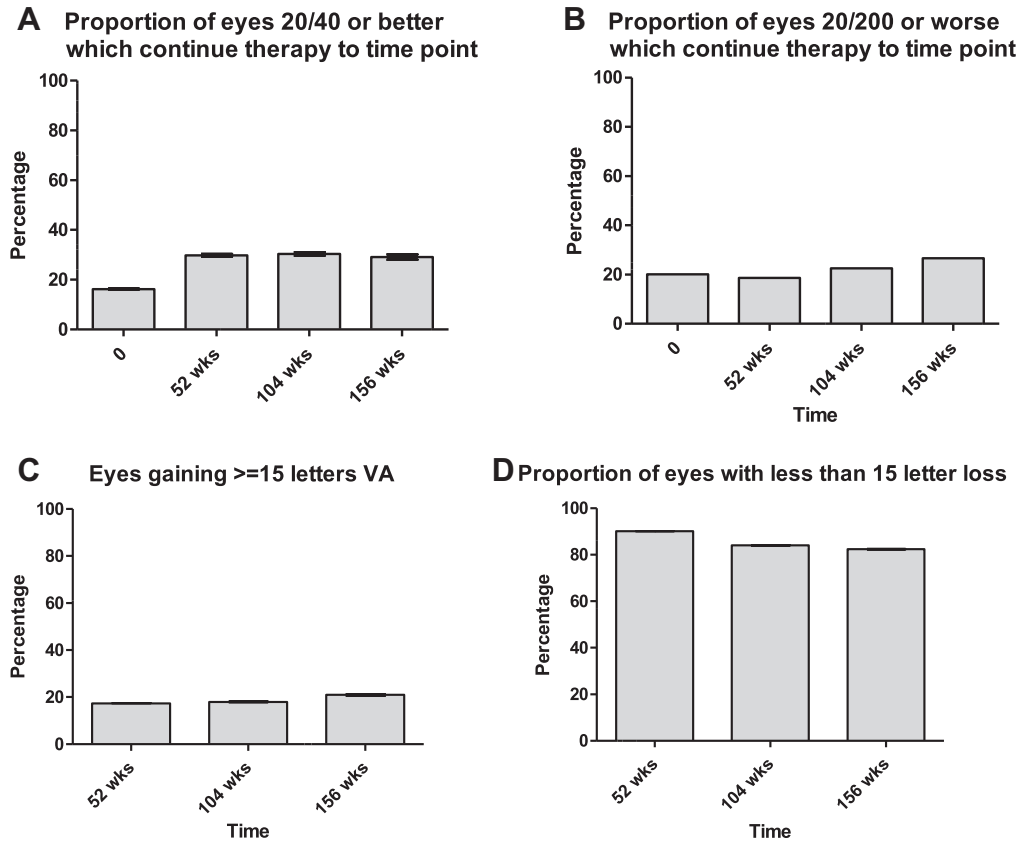 A Proportion of eyes 20/40 or better
which continue therapy to time point
Percentage
100
80
60
40
20
0
0
52 wks
104 wks
156 wks
B Proportion of eyes 20/200 or worse
which continue therapy to time point
Percentage
100
80
60
40
20
0
0
52 wks
104 wks
156 wks
Time
C Eyes gaining >=15 letters VA
Percentage
100
80
60
40
20
0
52 wks
104 wks
156 wks
Time
D Proportion of eyes with less than 15 letter loss
Percentage
100
80
60
40
20
0
52 wks
104 wks
156 wks
Time